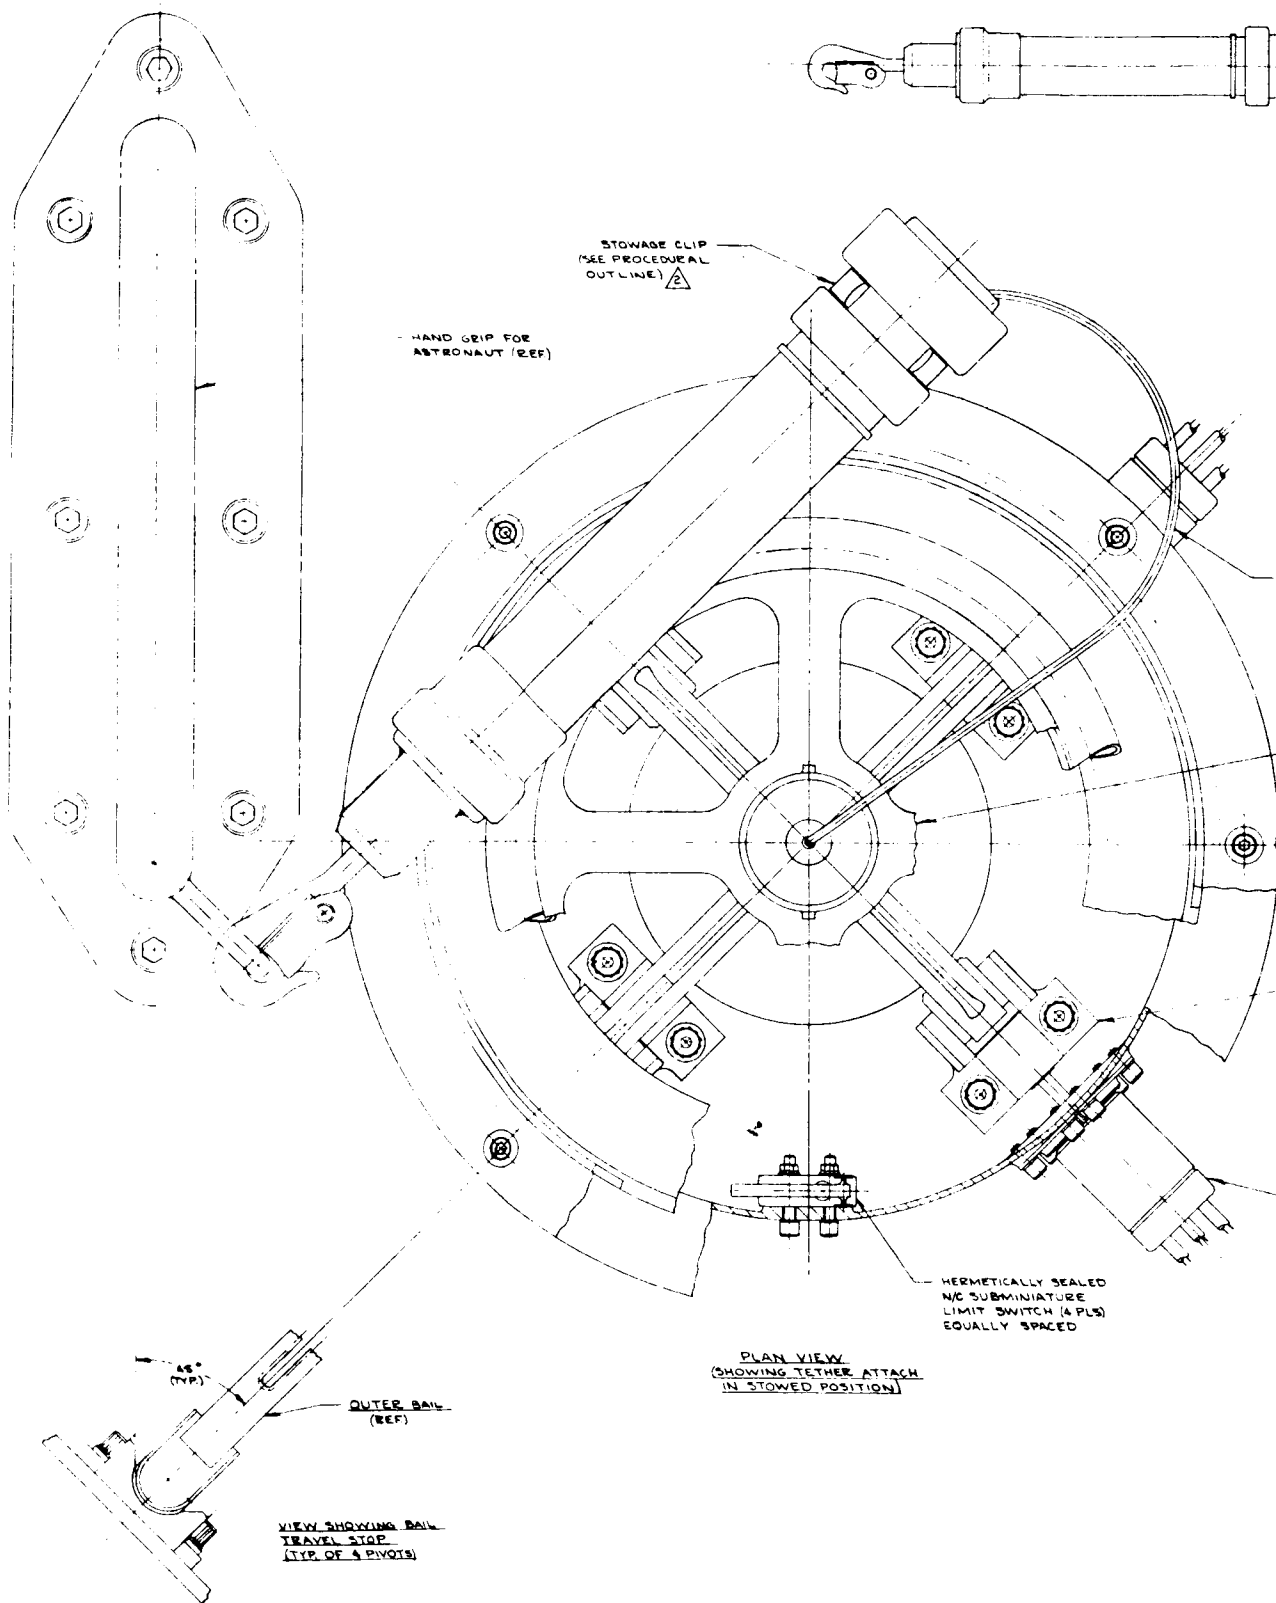 STOWAGE CLIP
(SEE PROCEDURAL
OUTLINE) 2
HAND GRIP FOR
ASTRONAUT (REF)
HERMETICALLY SEALED
N/C SUBMINIATURE
LIMIT SWITCH (4 PLS)
EQUALLY SPACED
PLAN VIEW
(SHOWING TETHER ATTACH
IN STOWED POSITION)
45°
(TYP.)
OUTER BAIL
(REF)
VIEW SHOWING BAIL
TRAVEL STOP
(TYP. OF 4 PIVOTS)